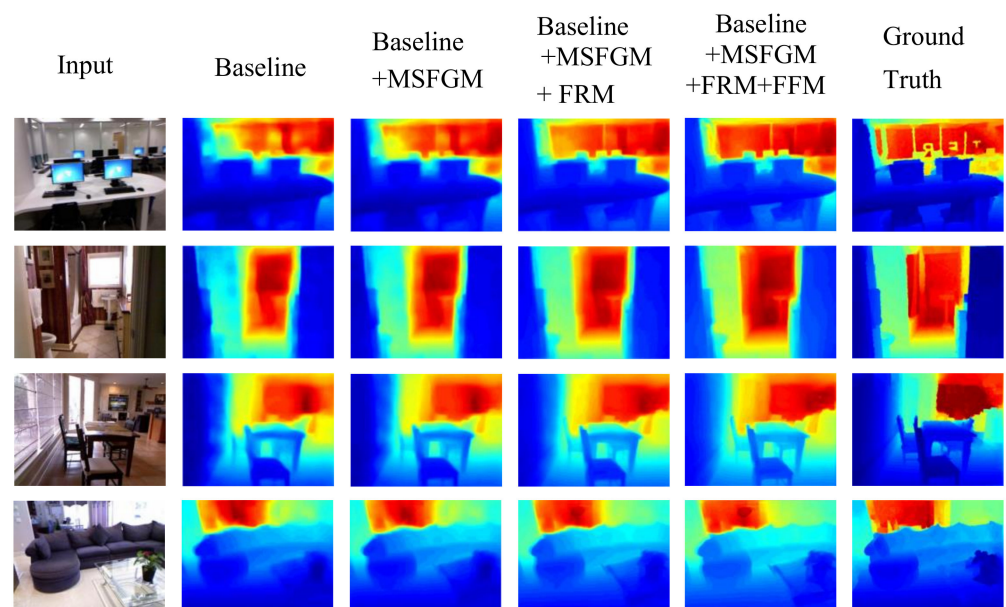 Input
Baseline
Baseline
+MSFGM
Baseline
+MSFGM
+ FRM
Baseline
+MSFGM
+FRM+FFM
Ground
Truth